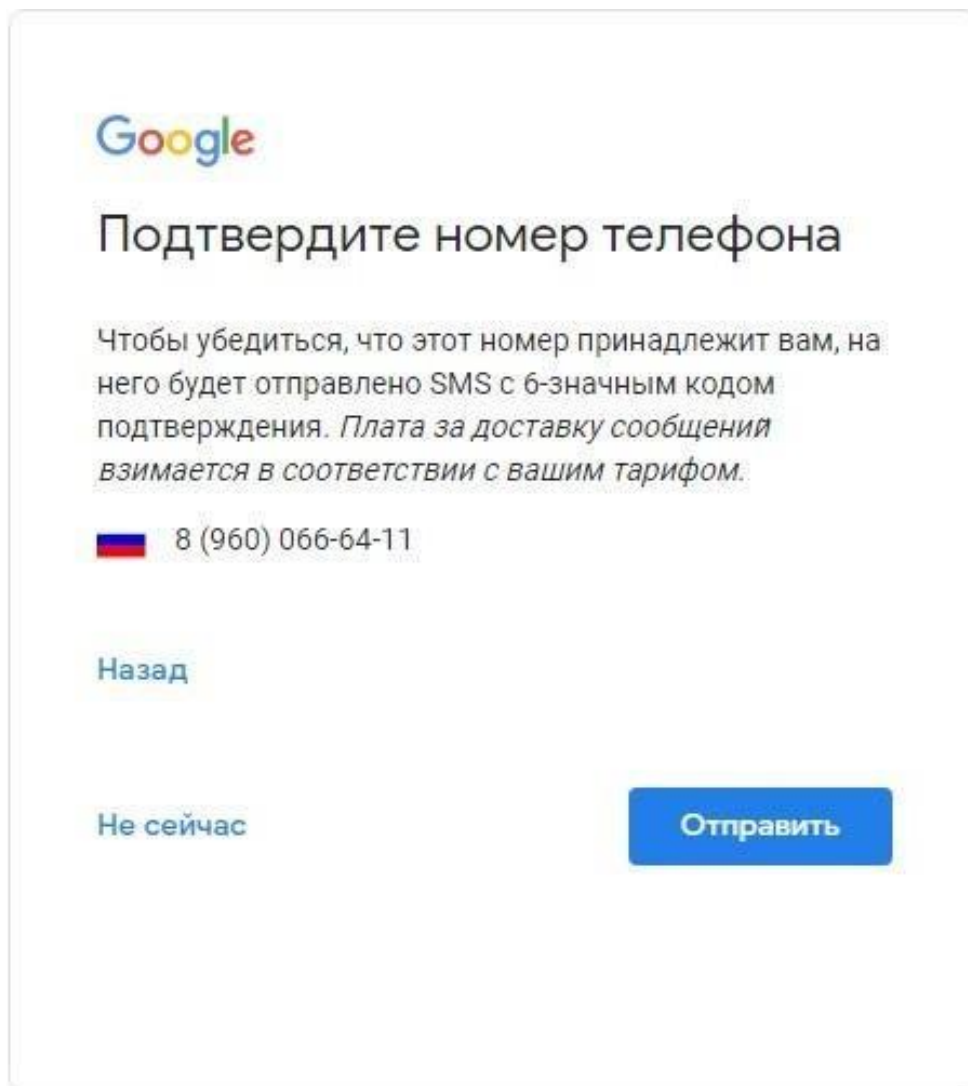 Google
Подтвердите номер телефона
Чтобы убедиться, что этот номер принадлежит вам, на
него будет отправлено SMS с 6-значным кодом
подтверждения. Плата за доставку сообщений
взимается в соответствии с вашим тарифом.
8 (960) 066-64-11
Назад
Не сейчас
Отправить